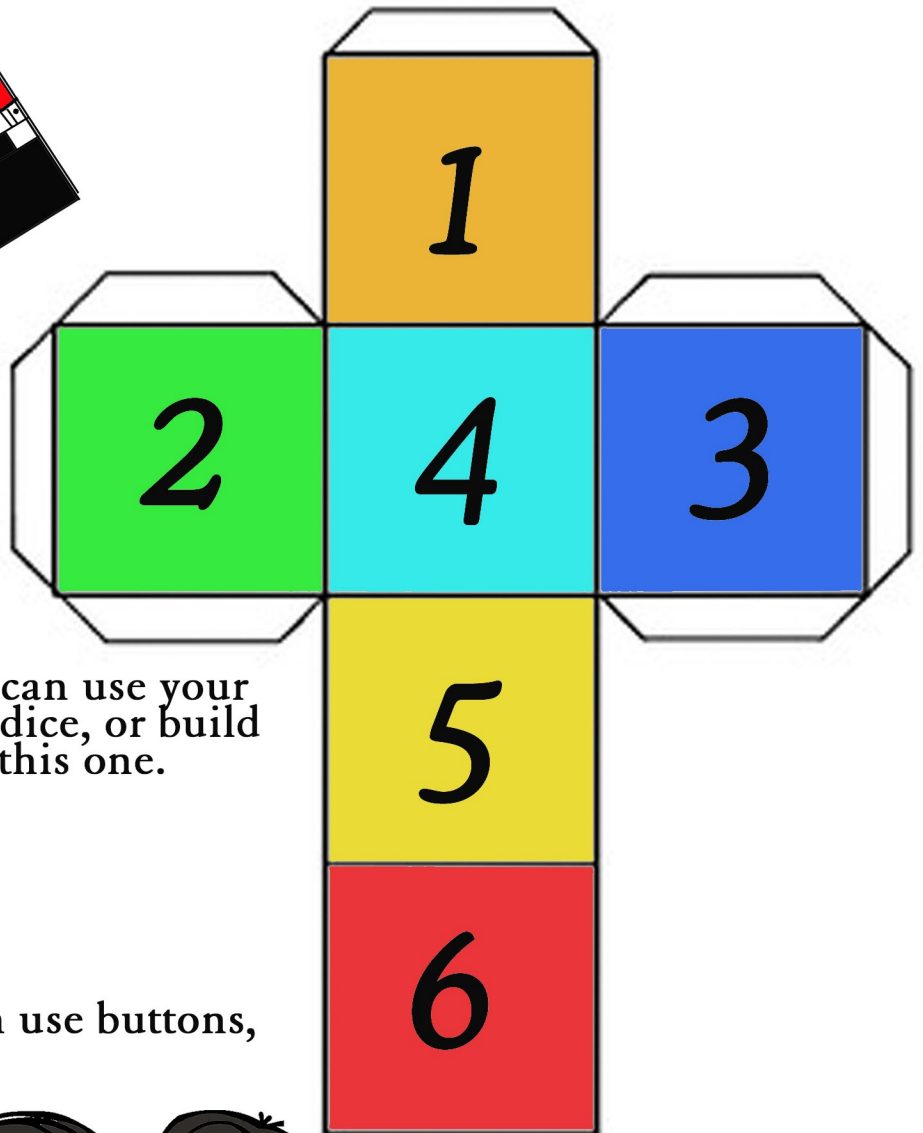 1
2 4 3
can use your
dice, or build
this one.
5
6
use buttons,